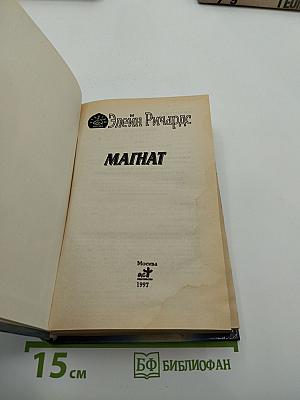 Элейн Ричардс
МАГНАТ
Москва
1997
15 см
БФ БИБЛИОФАН